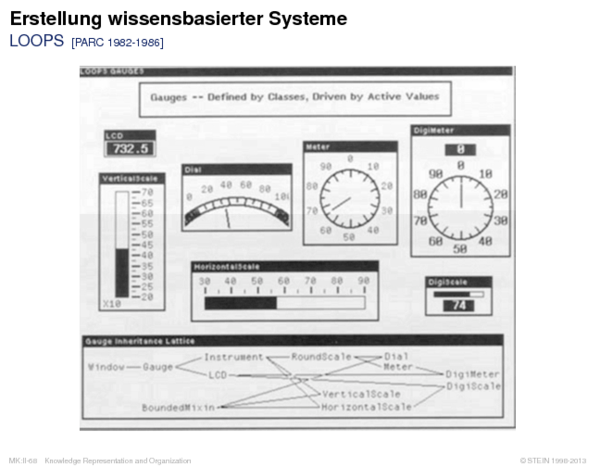 Erstellung wissensbasierter Systeme
LOOPS [PARC 1982-1986]
LOOPS GAUGES
Gauges -- Defined by Classes, Driven by Active Values
LCD
732.5
VerticalScale
70
65
60
55
50
45
40
35
30
25
20
X10
Dial
0 20 40 60 80 100
Meter
0 10 20 30 40 50 60 70 80 90
DigiMeter
0
0 10 20 30 40 50 60 70 80 90
HorizontalScale
30 40 50 60 70 80 90
DigiScale
74
Gauge Inheritance Lattice
Window Gauge Instrument RoundScale Dial
Meter
LCD DigiMeter
DigiScale
VerticalScale
BoundedMixin HorizontalScale
MK:II-68 Knowledge Representation and Organization © STEIN 1998-2013